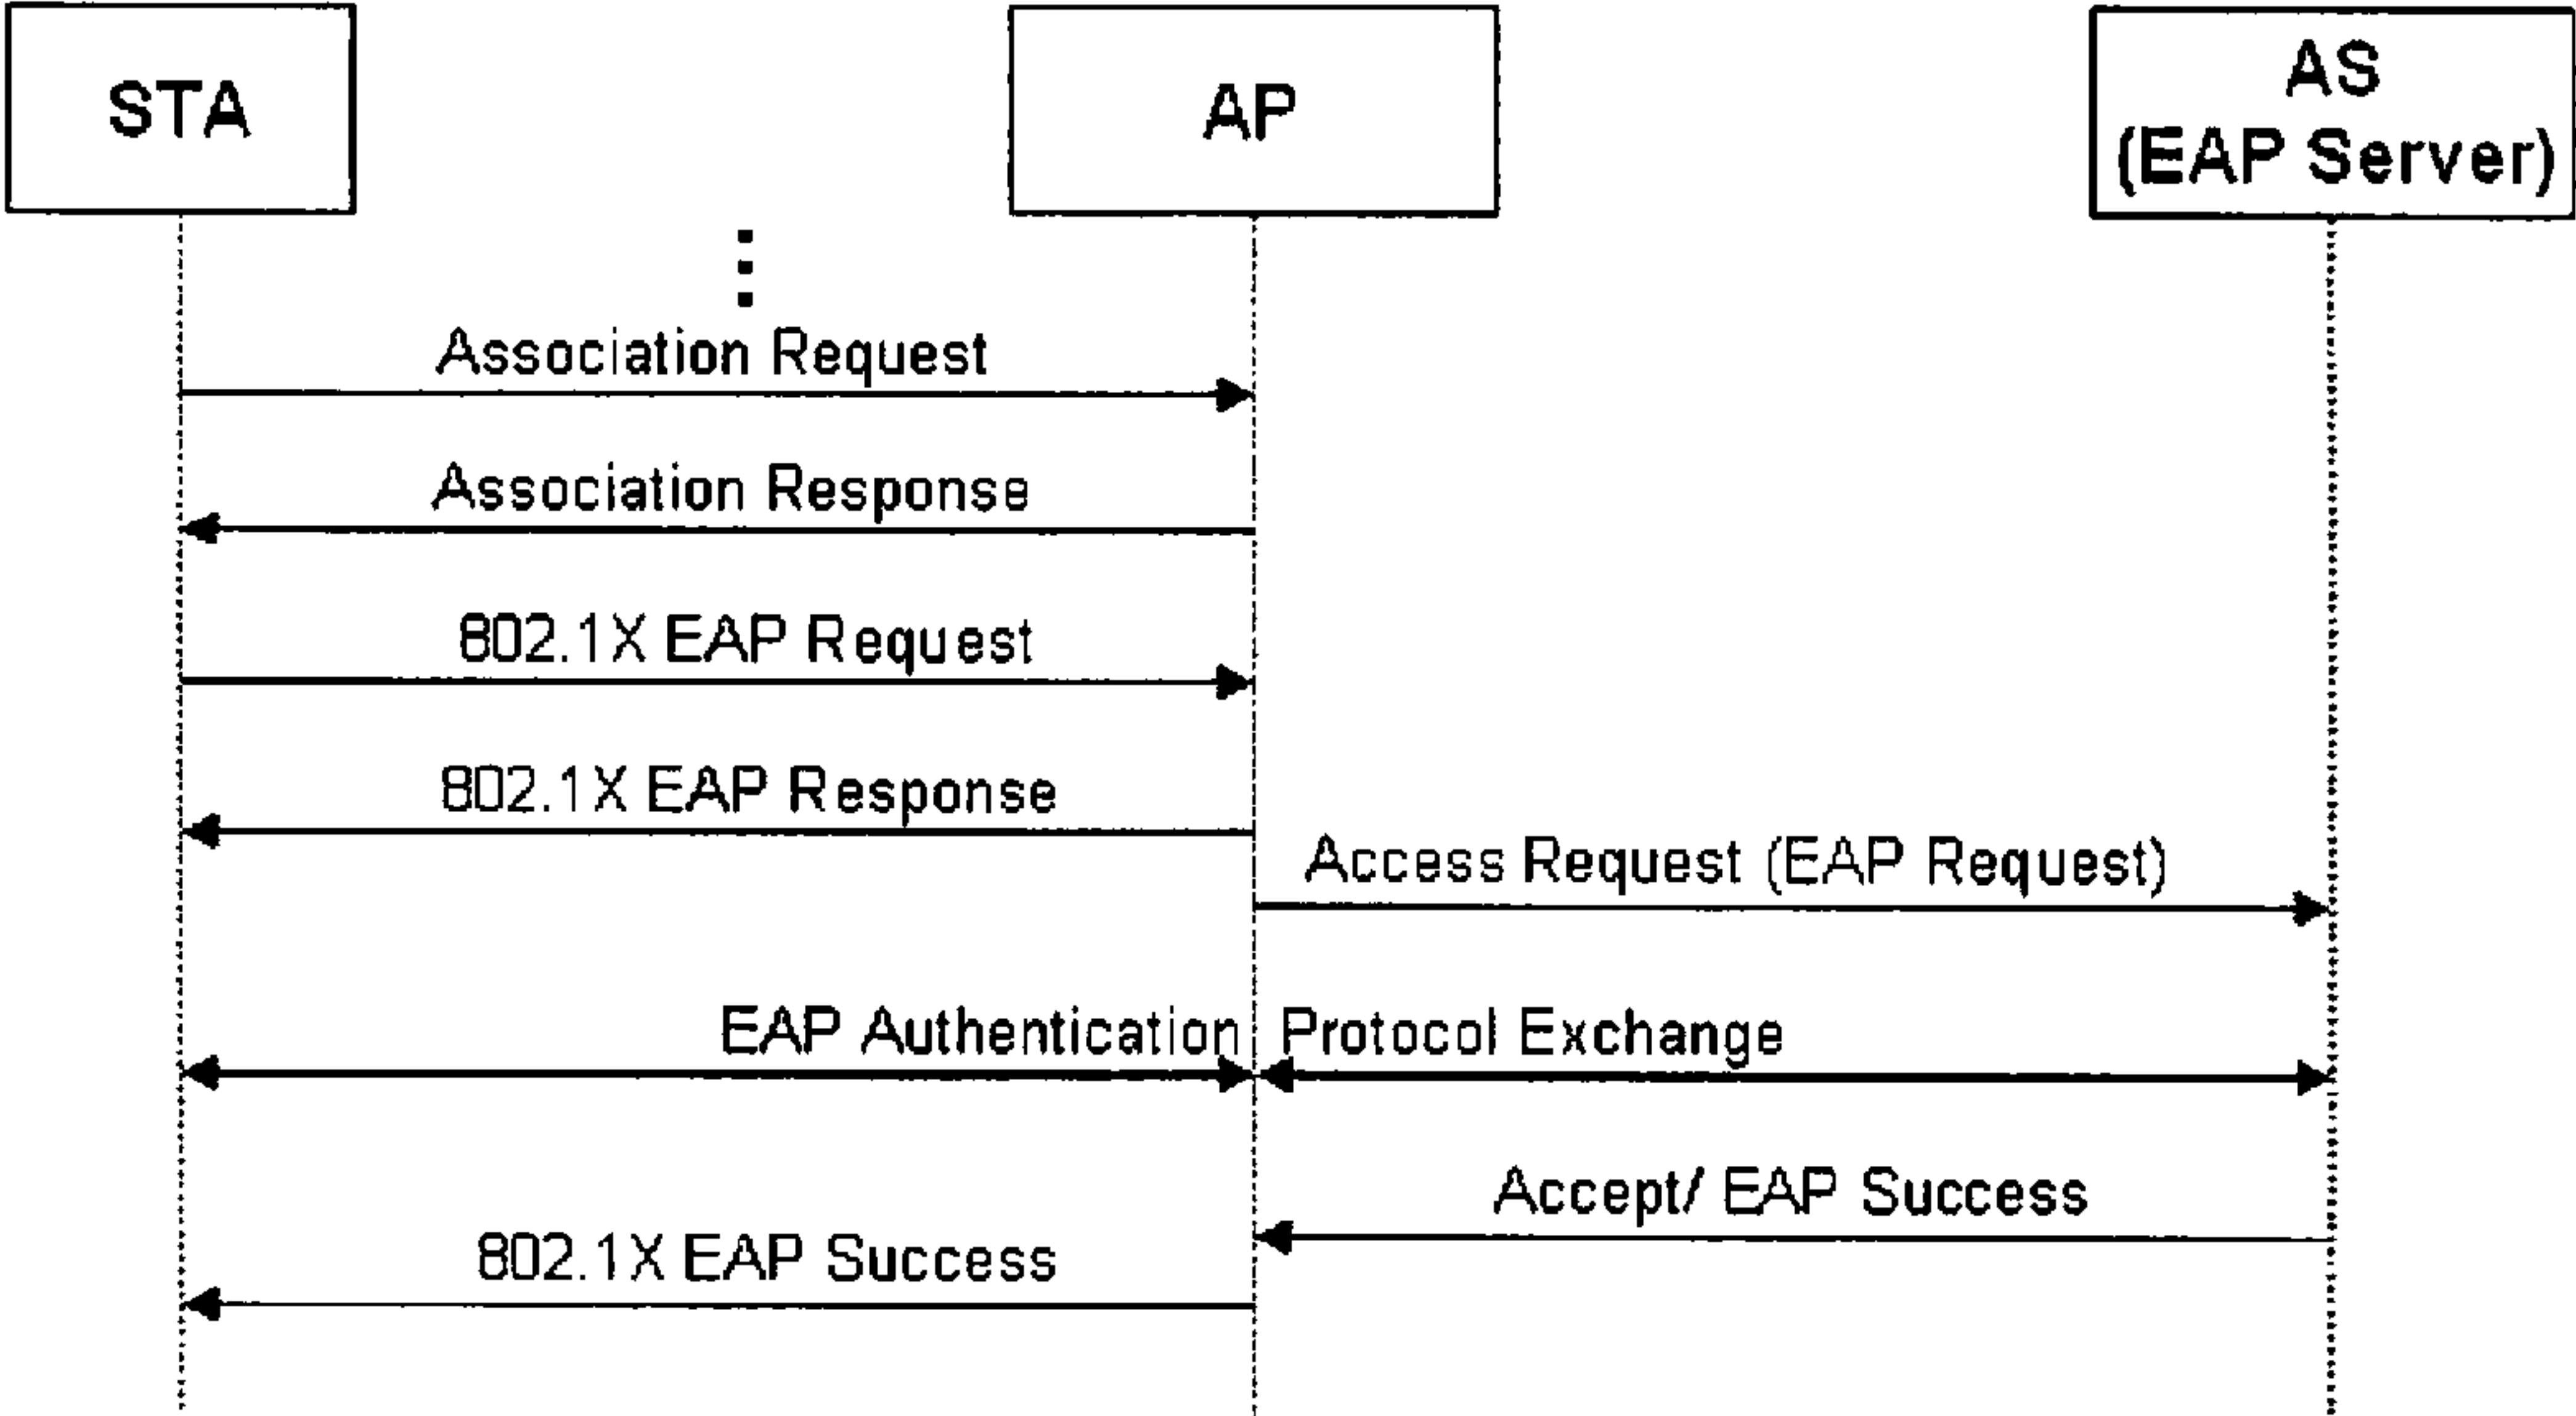 STA
AP
AS
(EAP Server)
Association Request
Association Response
802.1X EAP Request
802.1X EAP Response
Access Request (EAP Request)
EAP Authentication Protocol Exchange
Accept/ EAP Success
802.1X EAP Success